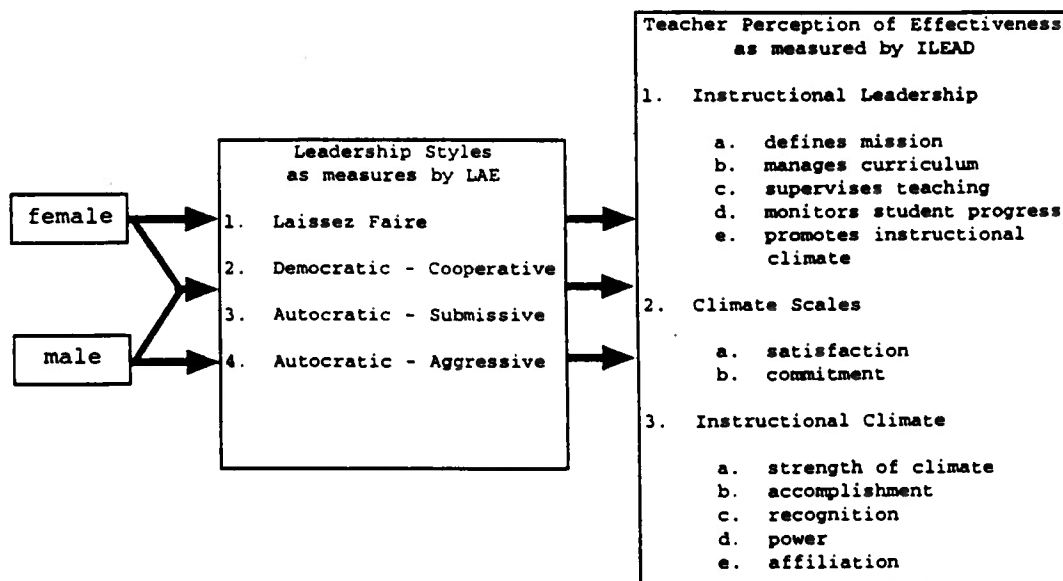 female
male
Leadership Styles
as measures by LAE
1. Laissez Faire
2. Democratic - Cooperative
3. Autocratic - Submissive
4. Autocratic - Aggressive
Teacher Perception of Effectiveness
as measured by ILEAD
1. Instructional Leadership
a. defines mission
b. manages curriculum
c. supervises teaching
d. monitors student progress
e. promotes instructional
climate
2. Climate Scales
a. satisfaction
b. commitment
3. Instructional Climate
a. strength of climate
b. accomplishment
c. recognition
d. power
e. affiliation